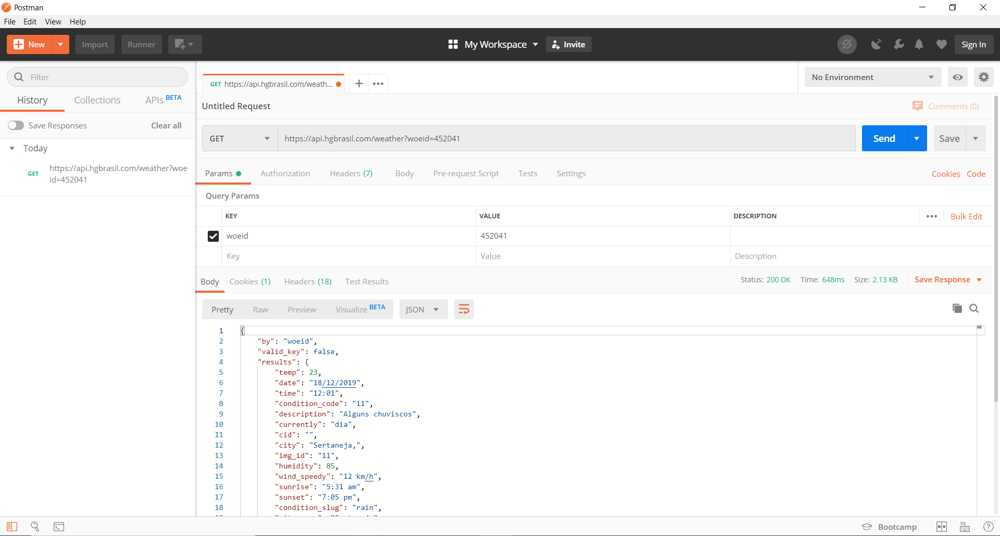 Postman
File Edit View Help
New Import Runner My Workspace Invite Sign In
Filter
History Collections APIs BETA
Save Responses Clear all
Today
GET https://api.hgbrasil.com/weather?woe
id=452041
GET https://api.hgbrasil.com/weath... No Environment
Untitled Request Comments (0)
GET https://api.hgbrasil.com/weather?woeid=452041 Send Save
Params Authorization Headers (7) Body Pre-request Script Tests Settings Cookies Code
Query Params
KEY VALUE DESCRIPTION Bulk Edit
woeid 452041
Key Value Description
Body Cookies (1) Headers (18) Test Results Status: 200 OK Time: 648ms Size: 2.13 KB Save Response
Pretty Raw Preview Visualize BETA JSON
1 {
2 "by": "woeid",
3 "valid_key": false,
4 "results": {
5 "temp": 23,
6 "date": "18/12/2019",
7 "time": "12:01",
8 "condition_code": "11",
9 "description": "Alguns chuviscos",
10 "currently": "dia",
11 "cid": "",
12 "city": "Sertaneja,",
13 "img_id": "11",
14 "humidity": 85,
15 "wind_speedy": "12 km/h",
16 "sunrise": "5:31 am",
17 "sunset": "7:05 pm",
18 "condition_slug": "rain",
Bootcamp